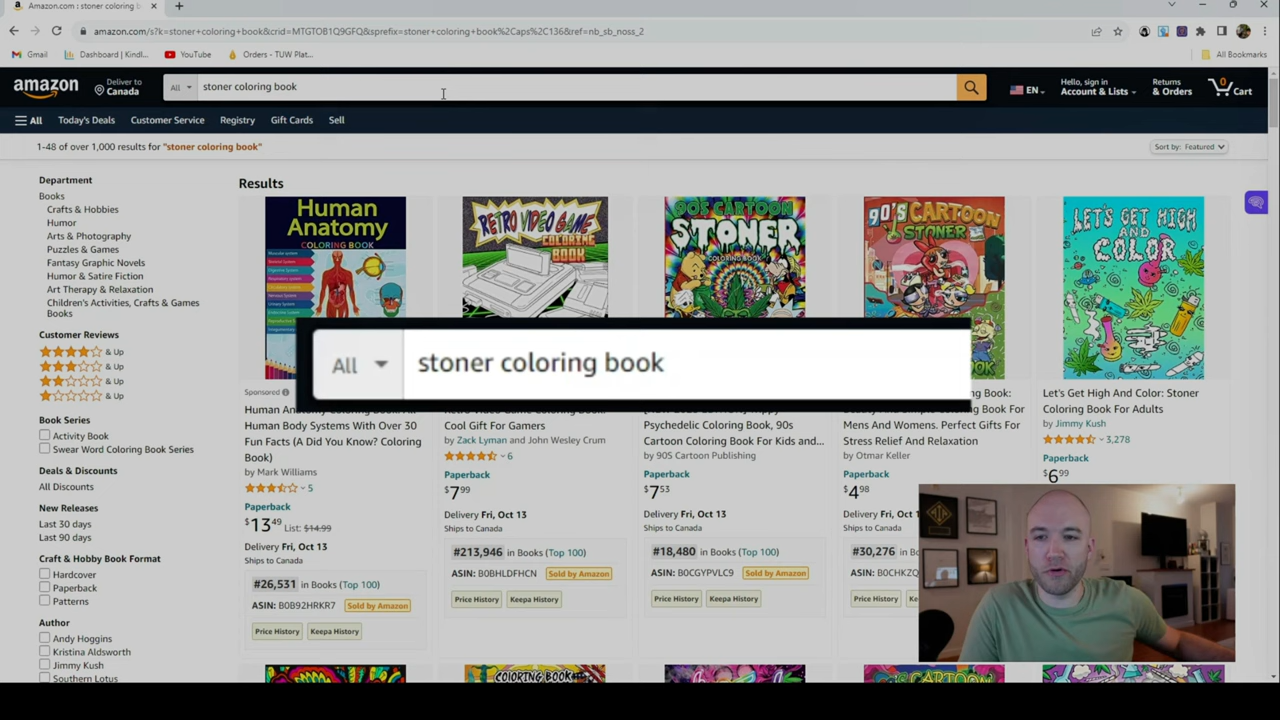 Amazon.com : stoner coloring b
amazon.com/s?k=stoner+coloring+book&crid=MTGTOB1Q9GFQ&sprefix=stoner+coloring+book%2Caps%2C136&ref=nb_sb_noss_2
Gmail
Dashboard | Kindl...
YouTube
Orders - TUW Plat...
All Bookmarks
amazon
Deliver to
Canada
All
stoner coloring book
EN
Hello, sign in
Account & Lists
Returns
& Orders
0
Cart
All
Today's Deals
Customer Service
Registry
Gift Cards
Sell
1-48 of over 1,000 results for "stoner coloring book"
Sort by: Featured
Department
Books
Crafts & Hobbies
Humor
Arts & Photography
Puzzles & Games
Fantasy Graphic Novels
Humor & Satire Fiction
Art Therapy & Relaxation
Children's Activities, Crafts & Games
Books
Customer Reviews
& Up
& Up
& Up
& Up
Book Series
Activity Book
Swear Word Coloring Book Series
Deals & Discounts
All Discounts
New Releases
Last 30 days
Last 90 days
Craft & Hobby Book Format
Hardcover
Paperback
Patterns
Author
Andy Hoggins
Kristina Aldsworth
Jimmy Kush
Southern Lotus
Results
Human
Anatomy
COLORING BOOK
RETRO VIDEO GAME
COLORING
BOOK
90'S CARTOON
STONER
COLORING BOOK
90'S CARTOON
STONER
LET'S GET HIGH
AND
COLOR
All
stoner coloring book
Sponsored
Human Body Systems With Over 30
Fun Facts (A Did You Know? Coloring
Book)
by Mark Williams
5
Paperback
$13 49 List: $14.99
Delivery Fri, Oct 13
Ships to Canada
#26,531 in Books (Top 100)
ASIN: B0B92HRKR7
Sold by Amazon
Price History
Keepa History
Cool Gift For Gamers
by Zack Lyman and John Wesley Crum
6
Paperback
$7 99
Delivery Fri, Oct 13
Ships to Canada
#213,946 in Books (Top 100)
ASIN: B0BHLDFHCN
Sold by Amazon
Price History
Keepa History
Psychedelic Coloring Book, 90s
Cartoon Coloring Book For Kids and...
by 90S Cartoon Publishing
Paperback
$7 53
Delivery Fri, Oct 13
Ships to Canada
#18,480 in Books (Top 100)
ASIN: B0CGYPVLC9
Sold by Amazon
Price History
Keepa History
Book:
Coloring Book For
Mens And Womens. Perfect Gifts For
Stress Relief And Relaxation
by Otmar Keller
Paperback
$4 98
Delivery Fri, Oct 13
Ships to Canada
#30,276 in Books
ASIN: B0CHKZQ
Price History
Ke
Let's Get High And Color: Stoner
Coloring Book For Adults
by Jimmy Kush
3,278
Paperback
$6 99
COLORING BOOK
CARTOON